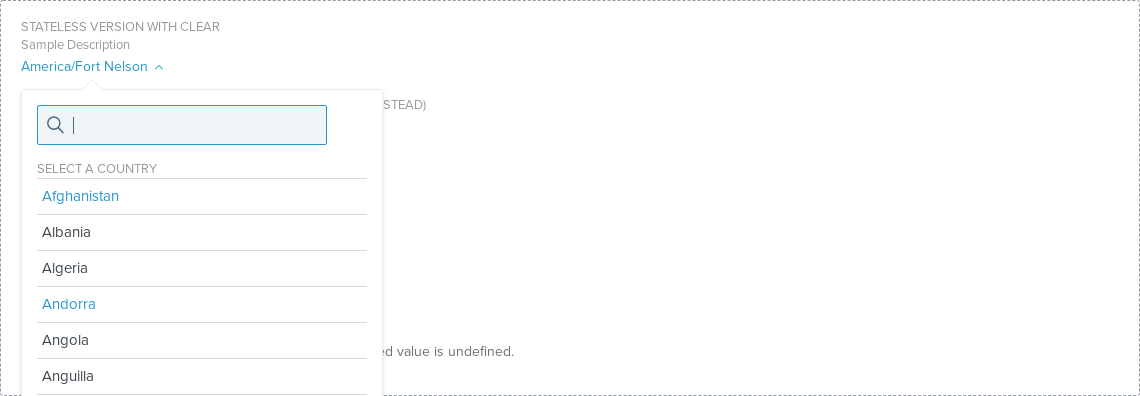 STATELESS VERSION WITH CLEAR
Sample Description
America/Fort Nelson
STEAD)
SELECT A COUNTRY
Afghanistan
Albania
Algeria
Andorra
Angola
ed value is undefined.
Anguilla